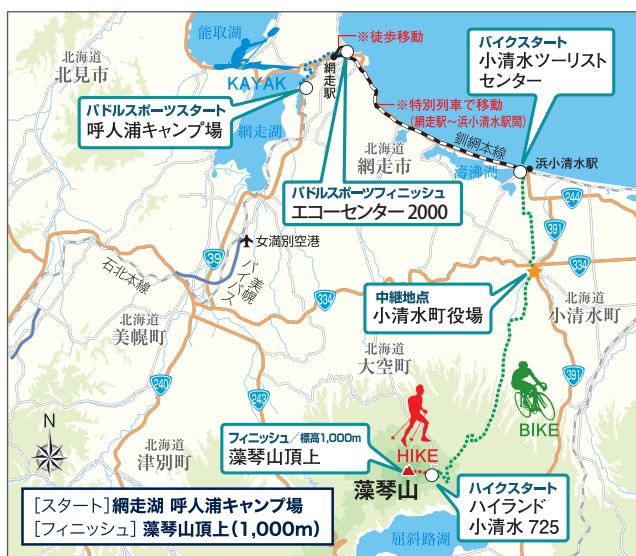 能取湖
北海道
北見市
KAYAK
網走駅
※徒歩移動
バイクスタート
小清水ツーリスト
センター
パドルスポーツスタート
呼人浦キャンプ場
網走湖
※特別列車で移動
(網走駅〜浜小清水駅間)
釧網本線
浜小清水駅
北海道
網走市
濤沸湖
パドルスポーツフィニッシュ
エコーセンター2000
244
391
女満別空港
39
石北本線
美幌
バイパス
334
334
中継地点
小清水町役場
北海道
小清水町
北海道
美幌町
北海道
大空町
240
243
391
BIKE
N
北海道
津別町
フィニッシュ/標高1,000m
藻琴山頂上
HIKE
藻琴山
ハイクスタート
ハイランド
小清水 725
屈斜路湖
[スタート]網走湖 呼人浦キャンプ場
[フィニッシュ]藻琴山頂上(1,000m)